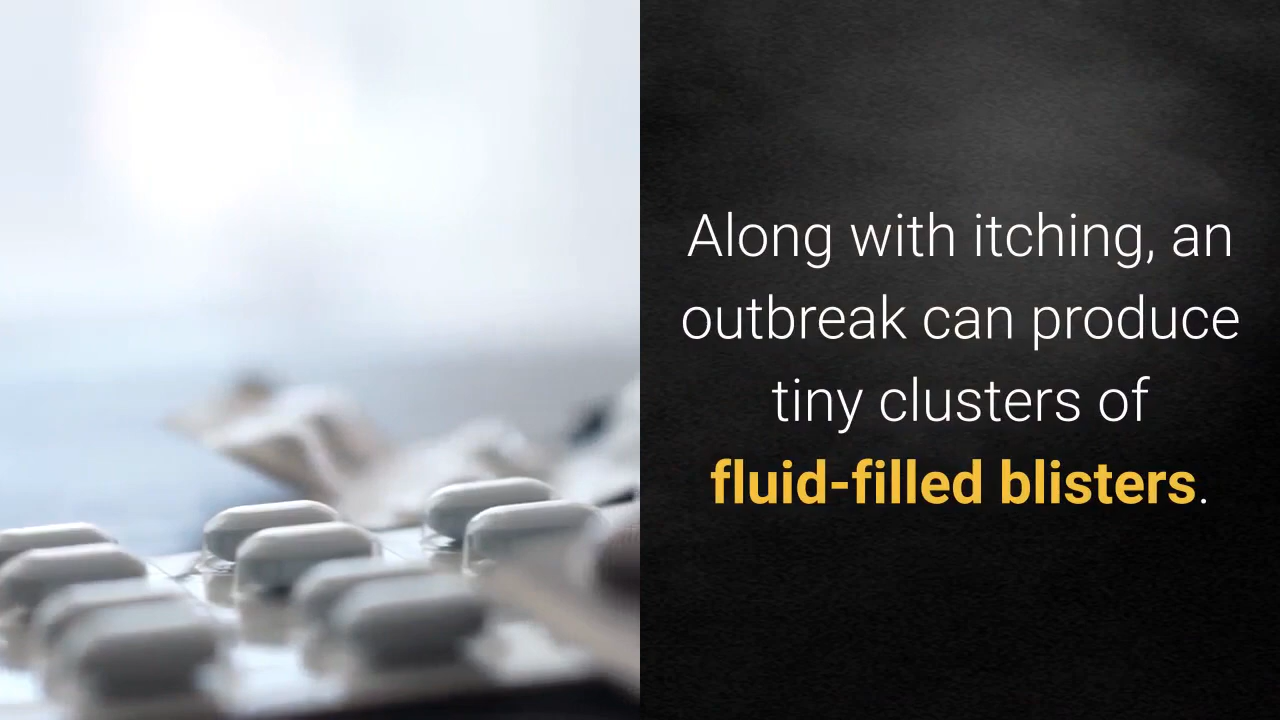 Along with itching, an
outbreak can produce
tiny clusters of
fluid-filled blisters.